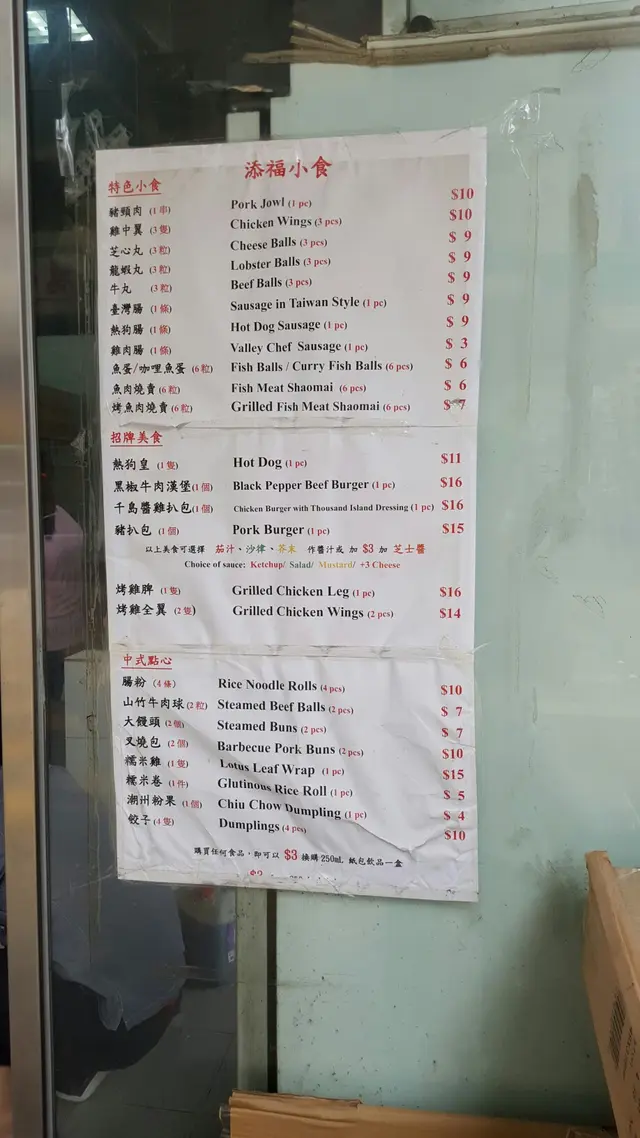 添福小食
特色小食
豬頸肉 (1 串) Pork Jowl (1 pc) $10
雞中翼 (3 隻) Chicken Wings (3 pcs) $10
芝心丸 (3 粒) Cheese Balls (3 pcs) $ 9
龍蝦丸 (3 粒) Lobster Balls (3 pcs) $ 9
牛丸 (3 粒) Beef Balls (3 pcs) $ 9
臺灣腸 (1 條) Sausage in Taiwan Style (1 pc) $ 9
熱狗腸 (1 條) Hot Dog Sausage (1 pc) $ 9
雞肉腸 (1 條) Valley Chef Sausage (1 pc) $ 3
魚蛋/咖哩魚蛋 (6 粒) Fish Balls / Curry Fish Balls (6 pcs) $ 6
魚肉燒賣 (6 粒) Fish Meat Shaomai (6 pcs) $ 6
烤魚肉燒賣 (6 粒) Grilled Fish Meat Shaomai (6 pcs) $ 7
招牌美食
熱狗皇 (1 隻) Hot Dog (1 pc) $11
黑椒牛肉漢堡 (1 個) Black Pepper Beef Burger (1 pc) $16
千島醬雞扒包 (1 個) Chicken Burger with Thousand Island Dressing (1 pc) $16
豬扒包 (1 個) Pork Burger (1 pc) $15
以上美食可選擇 茄汁、沙律、芥末 作醬汁或 加 $3 加 芝士醬
Choice of sauce: Ketchup/ Salad/ Mustard/ +3 Cheese
烤雞髀 (1 隻) Grilled Chicken Leg (1 pc) $16
烤雞全翼 (2 隻) Grilled Chicken Wings (2 pcs) $14
中式點心
腸粉 (4 條) Rice Noodle Rolls (4 pcs) $10
山竹牛肉球 (2 粒) Steamed Beef Balls (2 pcs) $ 7
大饅頭 (2 個) Steamed Buns (2 pcs) $ 7
叉燒包 (2 個) Barbecue Pork Buns (2 pcs) $10
糯米雞 (1 隻) Lotus Leaf Wrap (1 pc) $15
糯米卷 (1 件) Glutinous Rice Roll (1 pc) $ 5
潮州粉果 (1 個) Chiu Chow Dumpling (1 pc) $ 4
餃子 (4 隻) Dumplings (4 pcs) $10
購買任何食品，即可以 $3 換購 250mL 紙包飲品一盒